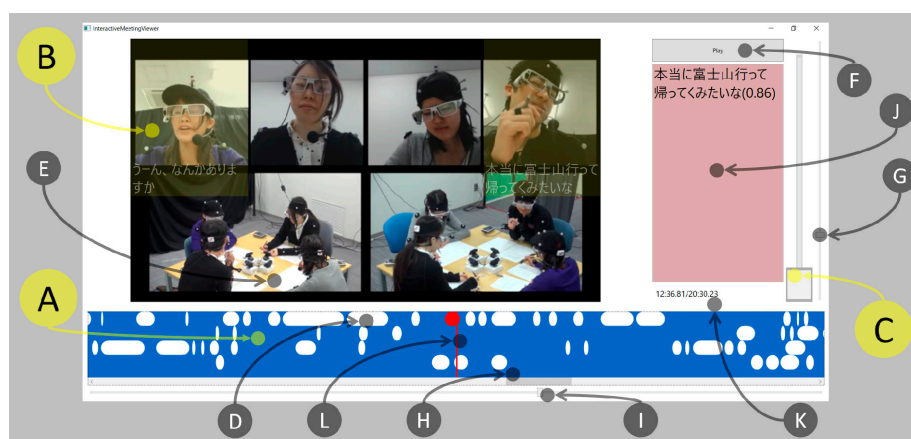 InteractiveMeetingViewer
B
Play
F
本当に富士山行って
帰ってくみたいな(0.86)
J
E
うーん、なんかありま
すか
本当に富士山行って
帰ってくみたいな
G
12:36.81/20:30.23
A
C
D
L
H
I
K